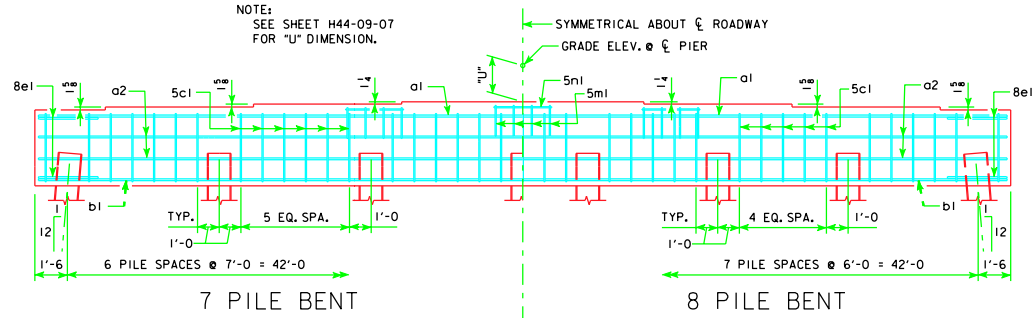 NOTE:
SEE SHEET H44-09-07
FOR "U" DIMENSION.
SYMMETRICAL ABOUT ℄ ROADWAY
GRADE ELEV. @ ℄ PIER
"U"
8e1
a2
1 5/8
5c1
1 5/8
1/4
a1
5n1
5m1
1/4
a1
1 5/8
5c1
a2
1 5/8
8e1
b1
1
12
TYP.
5 EQ. SPA.
1'-0
1'-0
TYP.
4 EQ. SPA.
1'-0
1'-0
b1
1
12
1'-6
6 PILE SPACES @ 7'-0 = 42'-0
7 PILE SPACES @ 6'-0 = 42'-0
1'-6
7 PILE BENT
8 PILE BENT